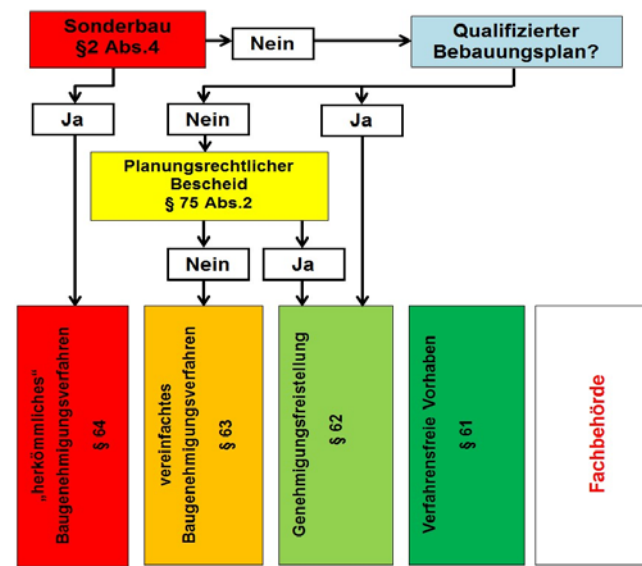 Sonderbau
§2 Abs.4
Nein
Qualifizierter
Bebauungsplan?
Ja
Nein
Ja
Planungsrechtlicher
Bescheid
§ 75 Abs.2
Nein
Ja
„herkömmliches“
Baugenehmigungsverfahren
§ 64
vereinfachtes
Baugenehmigungsverfahren
§ 63
Genehmigungsfreistellung
§ 62
Verfahrensfreie Vorhaben
§ 61
Fachbehörde